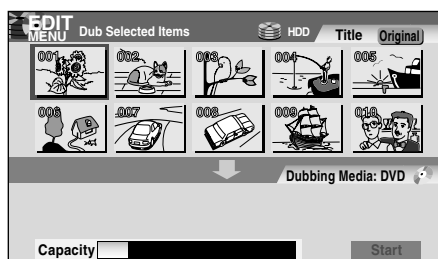 EDIT
MENU Dub Selected Items HDD Title Original
001 002 003 004 005
006 007 008 009 010
Dubbing Media: DVD
Capacity Start